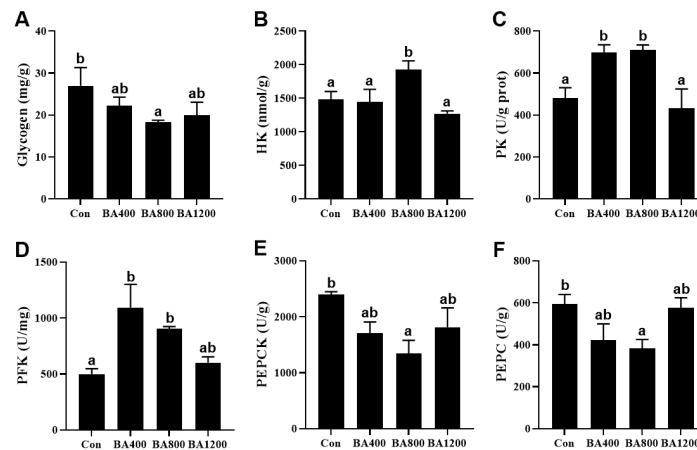 A
Glycogen (mg/g)
40
30
20
10
0
b
ab
a
ab
Con BA400 BA800 BA1200
B
HK (nmol/g)
2500
2000
1500
1000
500
0
a
a
b
a
Con BA400 BA800 BA1200
C
PK (U/g prot)
800
600
400
200
0
a
b
b
a
Con BA400 BA800 BA1200
D
PFK (U/mg)
1500
1000
500
0
a
b
b
ab
Con BA400 BA800 BA1200
E
PEPCK (U/g)
3000
2000
1000
0
b
ab
a
ab
Con BA400 BA800 BA1200
F
PEPC (U/g)
800
600
400
200
0
b
ab
a
ab
Con BA400 BA800 BA1200